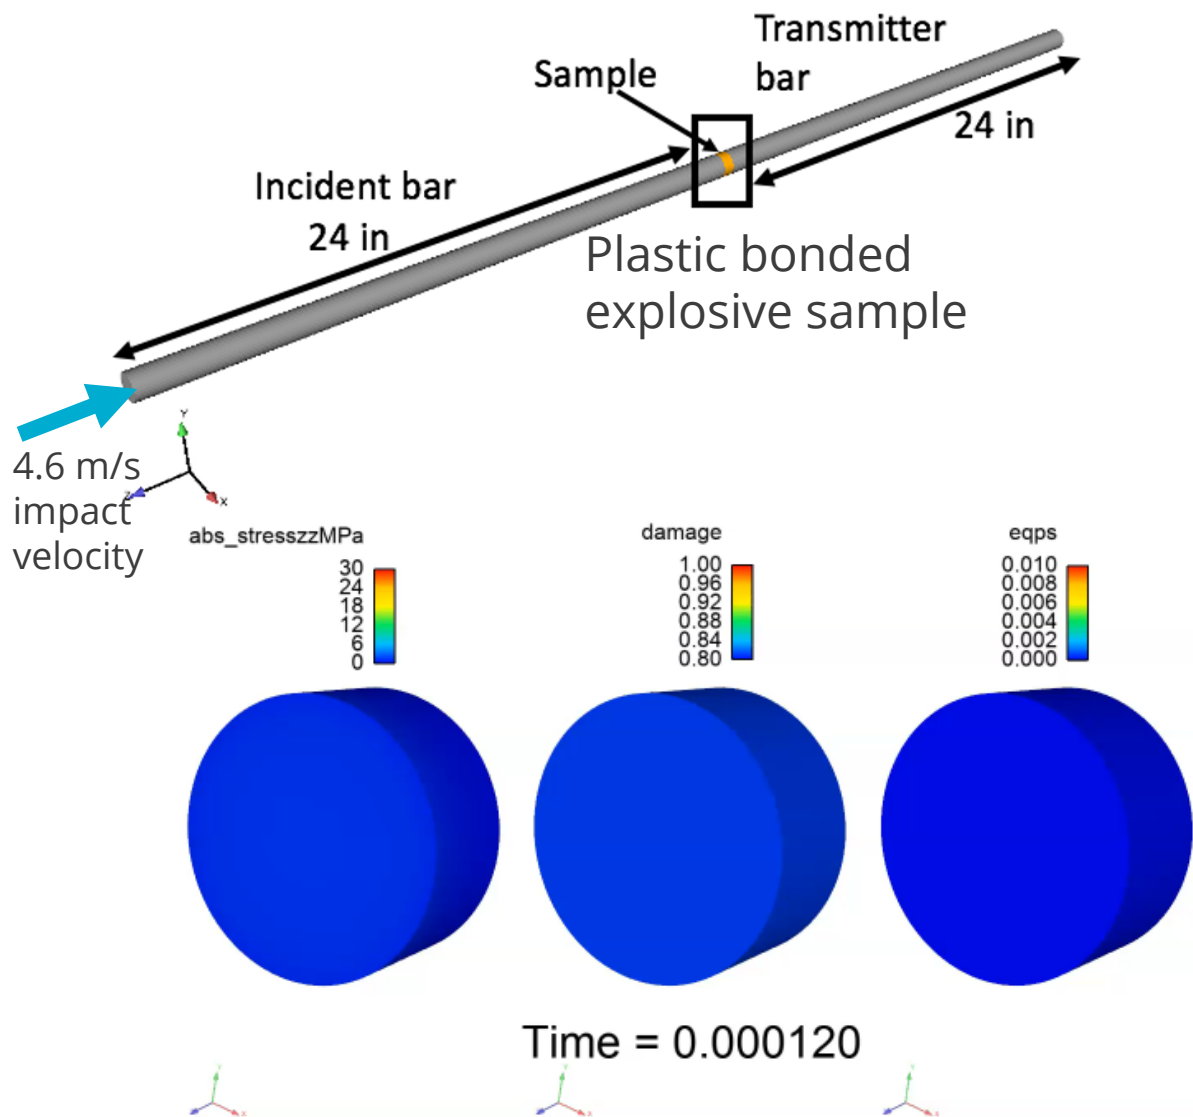 Transmitter
bar
Sample
24 in
Incident bar
24 in
Plastic bonded
explosive sample
4.6 m/s
impact
velocity
Y
Z
X
abs_stresszzMPa
30
24
18
12
6
0
damage
1.00
0.96
0.92
0.88
0.84
0.80
eqps
0.010
0.008
0.006
0.004
0.002
0.000
Time = 0.000120